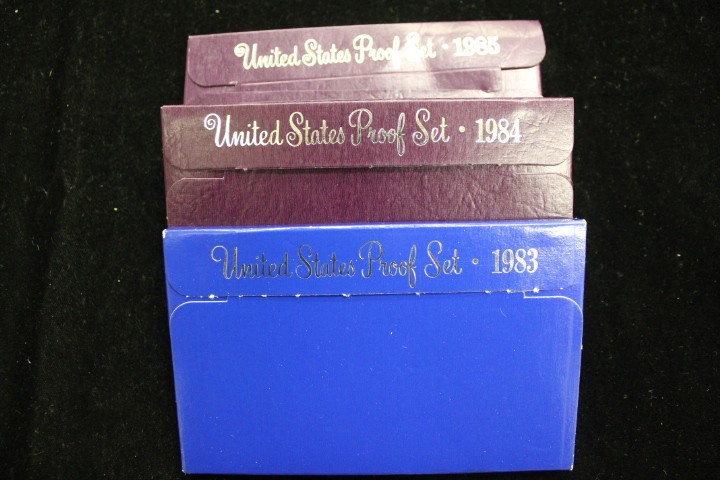 United States Proof Set · 1985
United States Proof Set · 1984
United States Proof Set · 1983